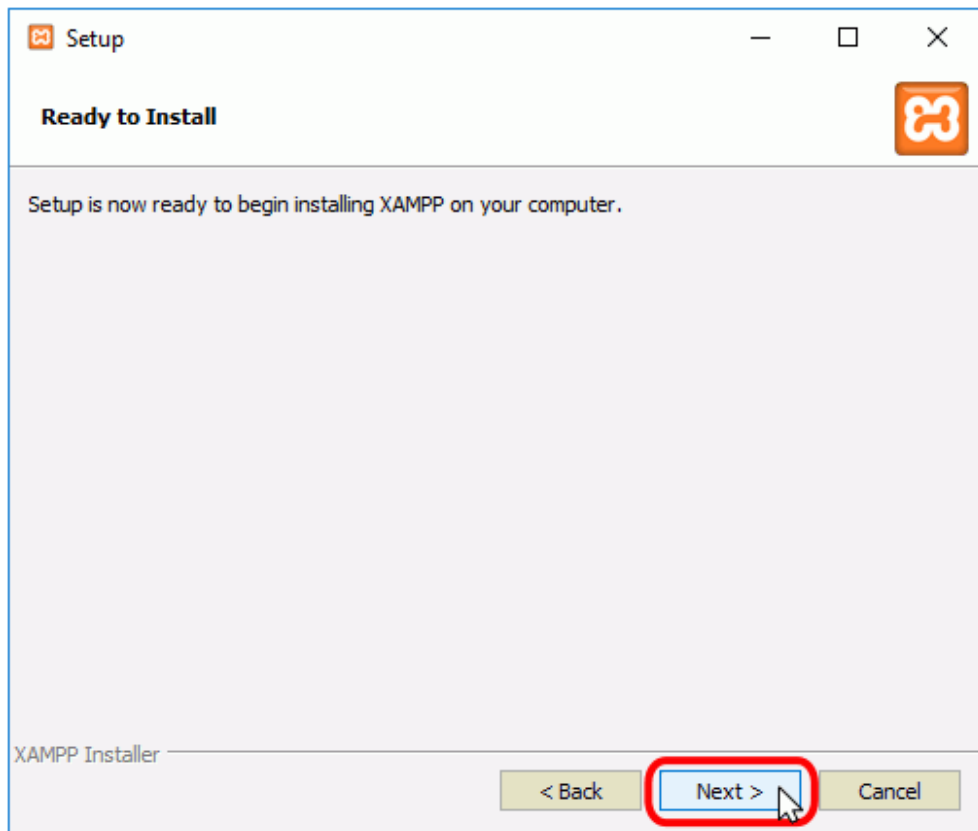 Setup
Ready to Install
Setup is now ready to begin installing XAMPP on your computer.
XAMPP Installer
< Back Next > Cancel